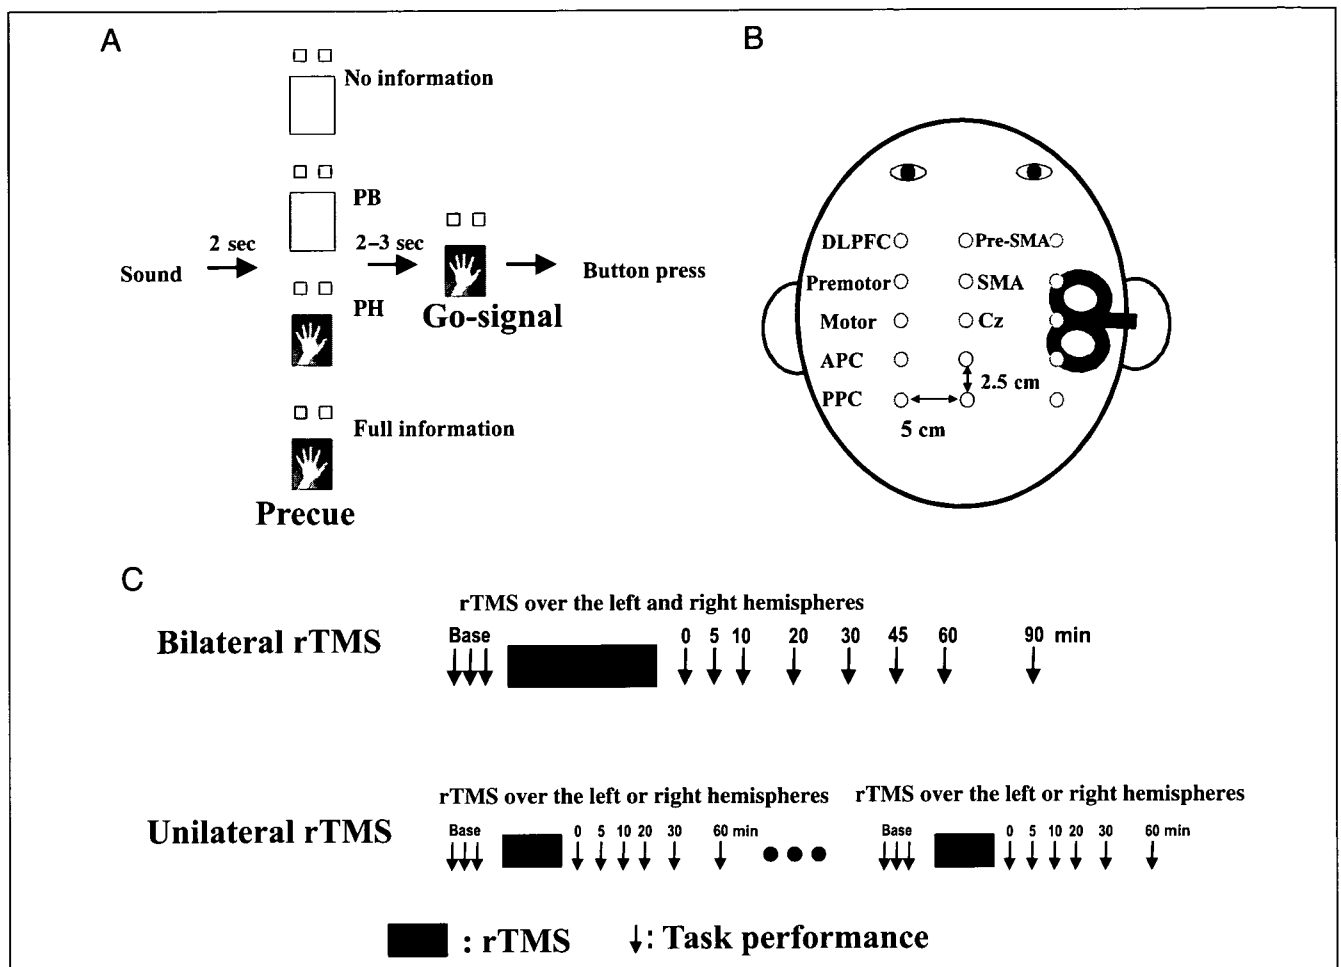 A
No information
PB
2 sec
2–3 sec
Sound
Button press
PH
Go-signal
Full information
Precue
B
DLPFC
Pre-SMA
Premotor
SMA
Motor
Cz
APC
2.5 cm
PPC
5 cm
C
rTMS over the left and right hemispheres
Bilateral rTMS
Base 0 5 10 20 30 45 60 90 min
rTMS over the left or right hemispheres rTMS over the left or right hemispheres
Unilateral rTMS
Base 0 5 10 20 30 60 min Base 0 5 10 20 30 60 min
: rTMS : Task performance